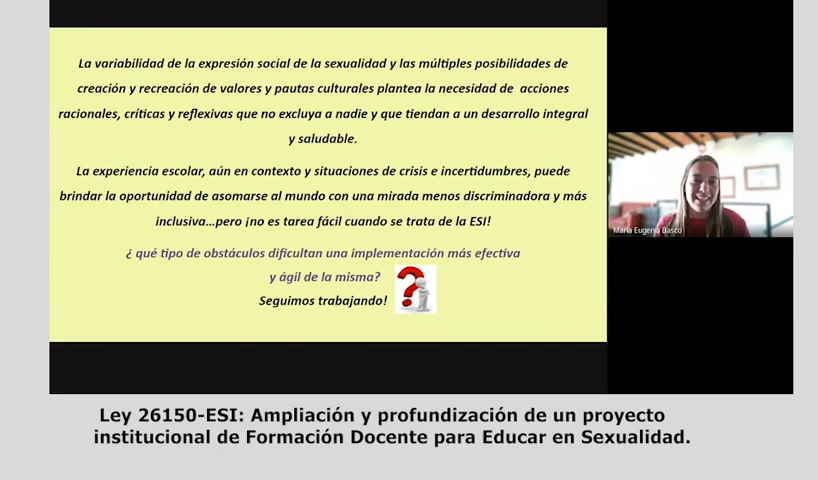 La variabilidad de la expresión social de la sexualidad y las múltiples posibilidades de
creación y recreación de valores y pautas culturales plantea la necesidad de acciones
racionales, críticas y reflexivas que no excluya a nadie y que tiendan a un desarrollo integral
y saludable.
La experiencia escolar, aún en contexto y situaciones de crisis e incertidumbres, puede
brindar la oportunidad de asomarse al mundo con una mirada menos discriminadora y más
inclusiva...pero ¡no es tarea fácil cuando se trata de la ESI!
¿ qué tipo de obstáculos dificultan una implementación más efectiva
y ágil de la misma?
Seguimos trabajando!
María Eugenia Basco
Ley 26150-ESI: Ampliación y profundización de un proyecto
institucional de Formación Docente para Educar en Sexualidad.